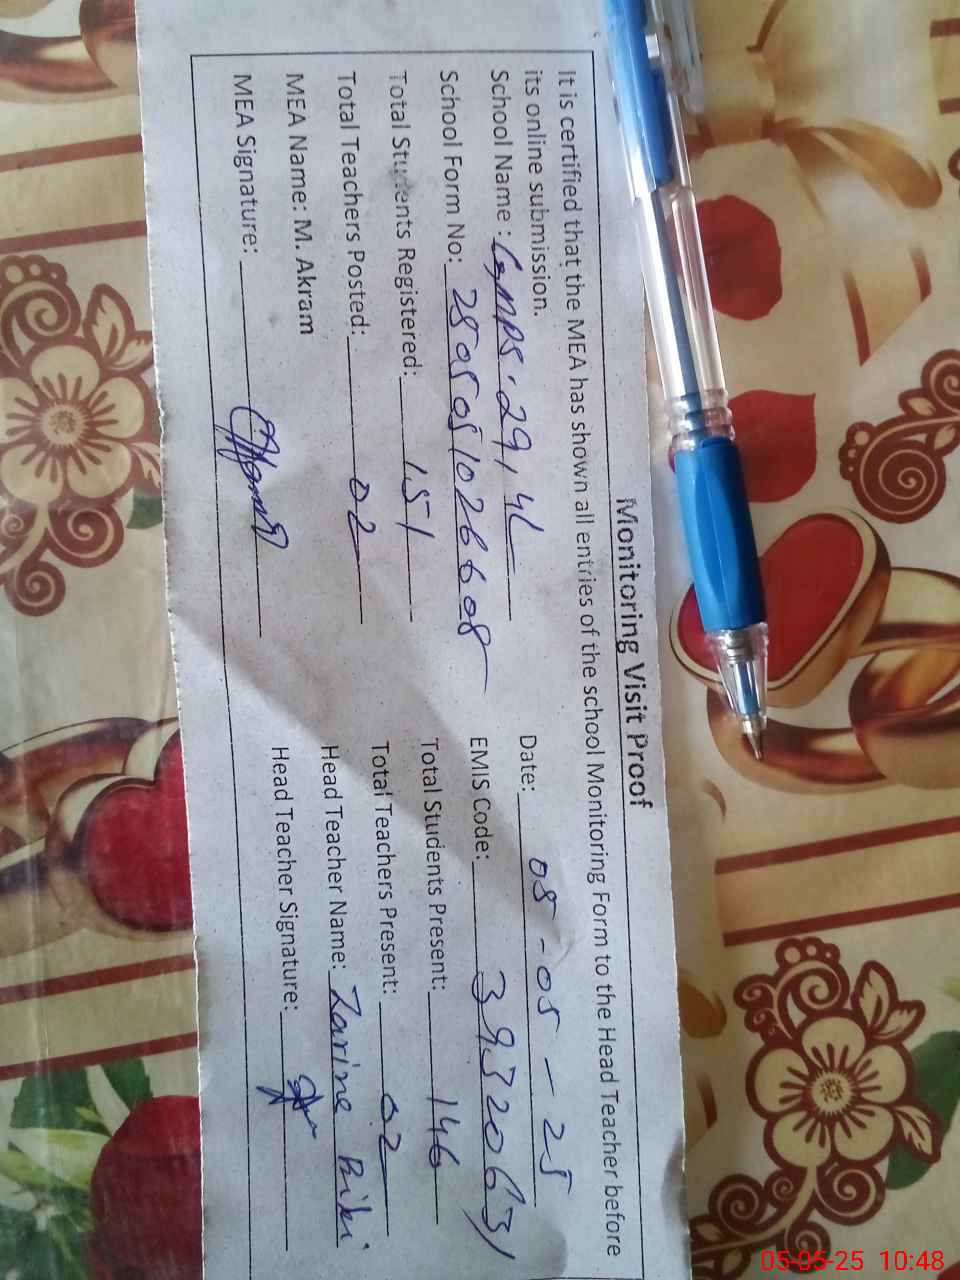 Monitoring Visit Proof
It is certified that the MEA has shown all entries of the school Monitoring Form to the Head Teacher before
its online submission.
School Name : GMPS. 29, 4L Date: 05-05-25
School Form No: 28505051026608 EMIS Code: 39320631
Total Students Registered: 151 Total Students Present: 146
Total Teachers Posted: 02 Total Teachers Present: 02
MEA Name: M. Akram Head Teacher Name: Zarine Bibi
MEA Signature: Head Teacher Signature:
05-05-25 10:48